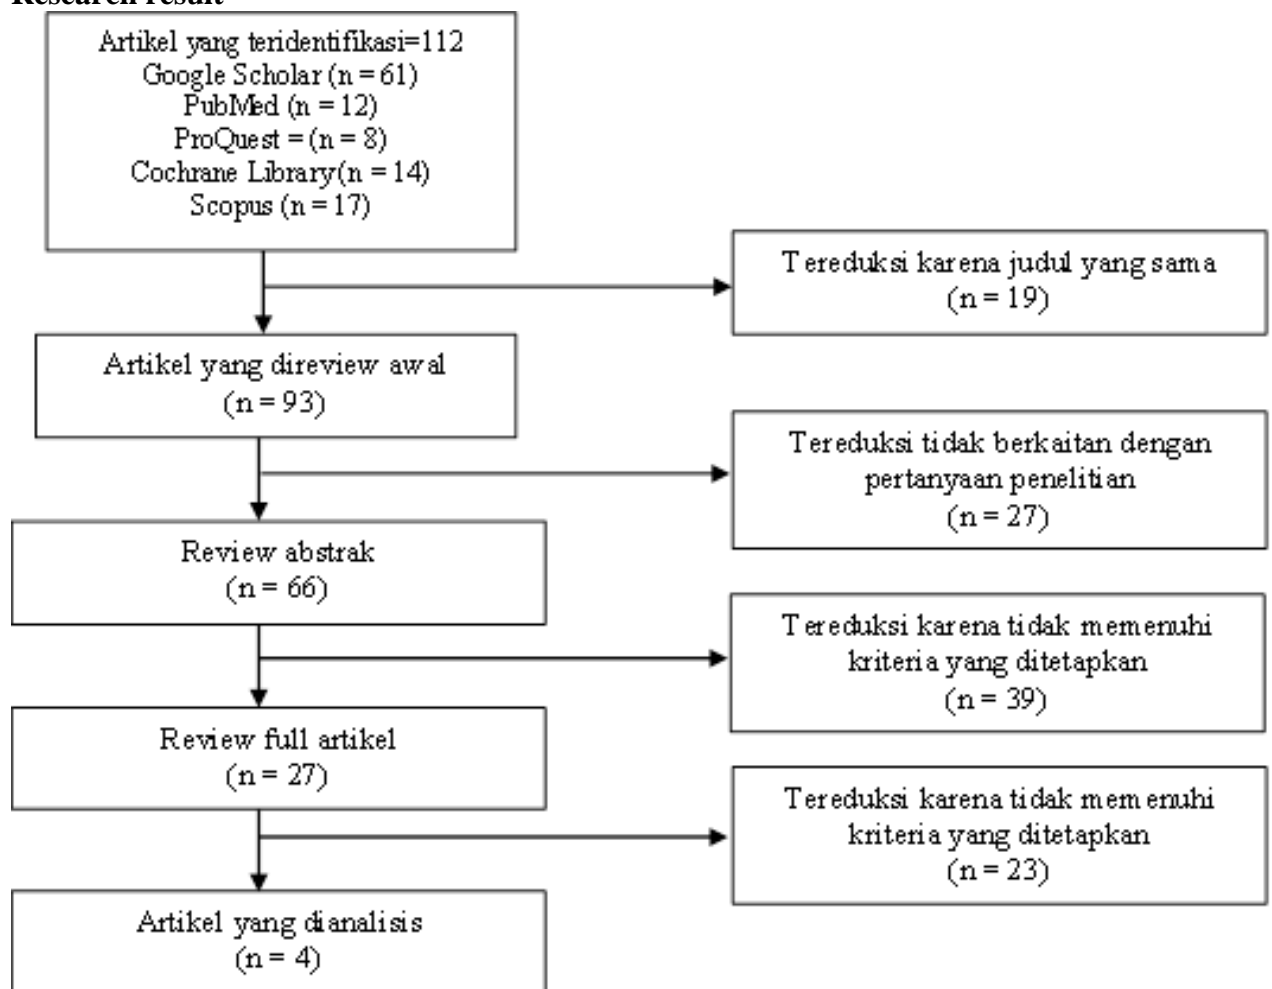 Research result
Artikel yang teridentifikasi=112
Google Scholar (n = 61)
PubMed (n = 12)
ProQuest = (n = 8)
Cochrane Library(n = 14)
Scopus (n = 17)
Tereduksi karena judul yang sama
(n = 19)
Artikel yang direview awal
(n = 93)
Tereduksi tidak berkaitan dengan
pertanyaan penelitian
(n = 27)
Review abstrak
(n = 66)
Tereduksi karena tidak memenuhi
kriteria yang ditetapkan
(n = 39)
Review full artikel
(n = 27)
Tereduksi karena tidak memenuhi
kriteria yang ditetapkan
(n = 23)
Artikel yang dianalisis
(n = 4)